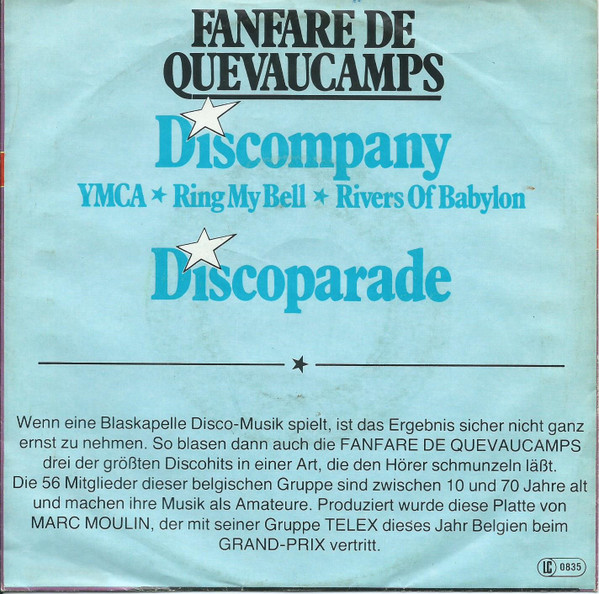 FANFARE DE
QUEVAUCAMPS
Discompany
YMCA ★ Ring My Bell ★ Rivers Of Babylon
Discoparade
Wenn eine Blaskapelle Disco-Musik spielt, ist das Ergebnis sicher nicht ganz
ernst zu nehmen. So blasen dann auch die FANFARE DE QUEVAUCAMPS
drei der größten Discohits in einer Art, die den Hörer schmunzeln läßt.
Die 56 Mitglieder dieser belgischen Gruppe sind zwischen 10 und 70 Jahre alt
und machen ihre Musik als Amateure. Produziert wurde diese Platte von
MARC MOULIN, der mit seiner Gruppe TELEX dieses Jahr Belgien beim
GRAND-PRIX vertritt.
LC 0835